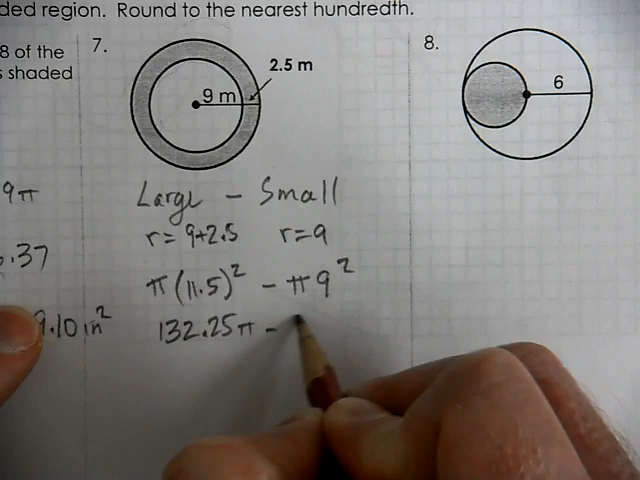 ded region. Round to the nearest hundredth.
8 of the
shaded
7.
2.5 m
9 m
8.
6
9π
.37
9.10 in²
Large - Small
r = 9+2.5 r = 9
π(11.5)² - π9²
132.25π -